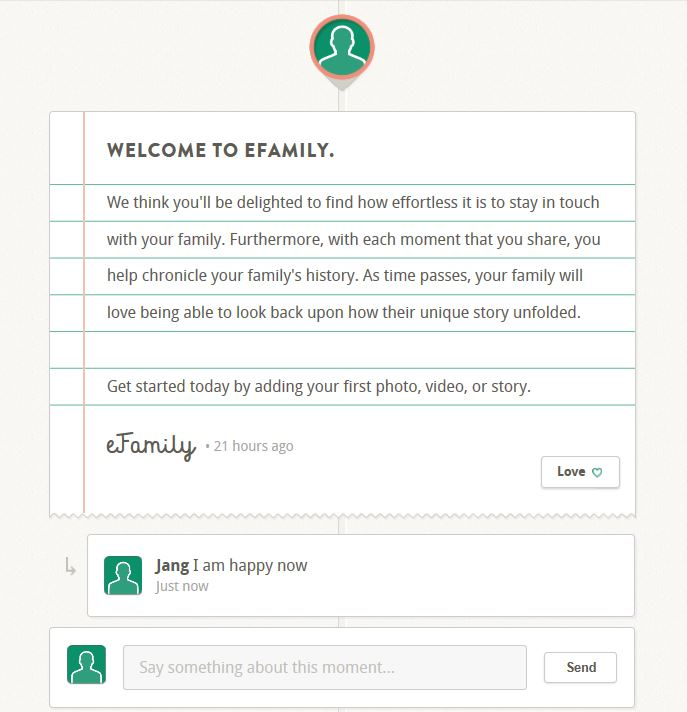 WELCOME TO EFAMILY.
We think you'll be delighted to find how effortless it is to stay in touch
with your family. Furthermore, with each moment that you share, you
help chronicle your family's history. As time passes, your family will
love being able to look back upon how their unique story unfolded.
Get started today by adding your first photo, video, or story.
eFamily • 21 hours ago
Love
Jang I am happy now
Just now
Say something about this moment...
Send